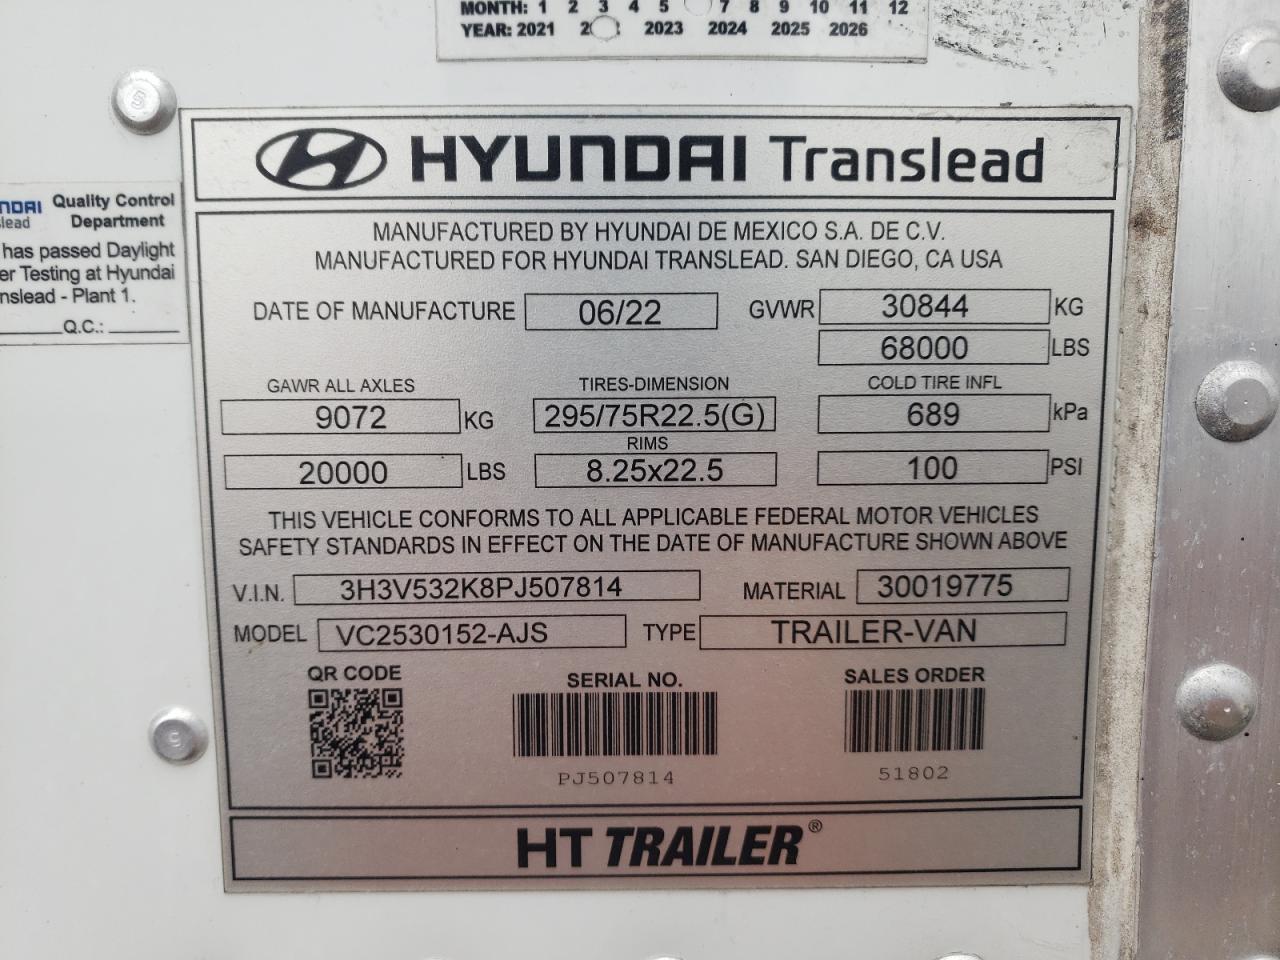 MONTH: 1 2 3 4 5 7 8 9 10 11 12
YEAR: 2021 2023 2024 2025 2026
HYUNDAI Translead
NDAI Quality Control
slead Department
has passed Daylight
er Testing at Hyundai
nslead - Plant 1.
Q.C.:
MANUFACTURED BY HYUNDAI DE MEXICO S.A. DE C.V.
MANUFACTURED FOR HYUNDAI TRANSLEAD. SAN DIEGO, CA USA
DATE OF MANUFACTURE 06/22 GVWR 30844 KG
68000 LBS
GAWR ALL AXLES TIRES-DIMENSION COLD TIRE INFL
9072 KG 295/75R22.5(G) 689 kPa
RIMS
20000 LBS 8.25x22.5 100 PSI
THIS VEHICLE CONFORMS TO ALL APPLICABLE FEDERAL MOTOR VEHICLES
SAFETY STANDARDS IN EFFECT ON THE DATE OF MANUFACTURE SHOWN ABOVE
V.I.N. 3H3V532K8PJ507814 MATERIAL 30019775
MODEL VC2530152-AJS TYPE TRAILER-VAN
QR CODE SERIAL NO. SALES ORDER
PJ507814 51802
HT TRAILER®